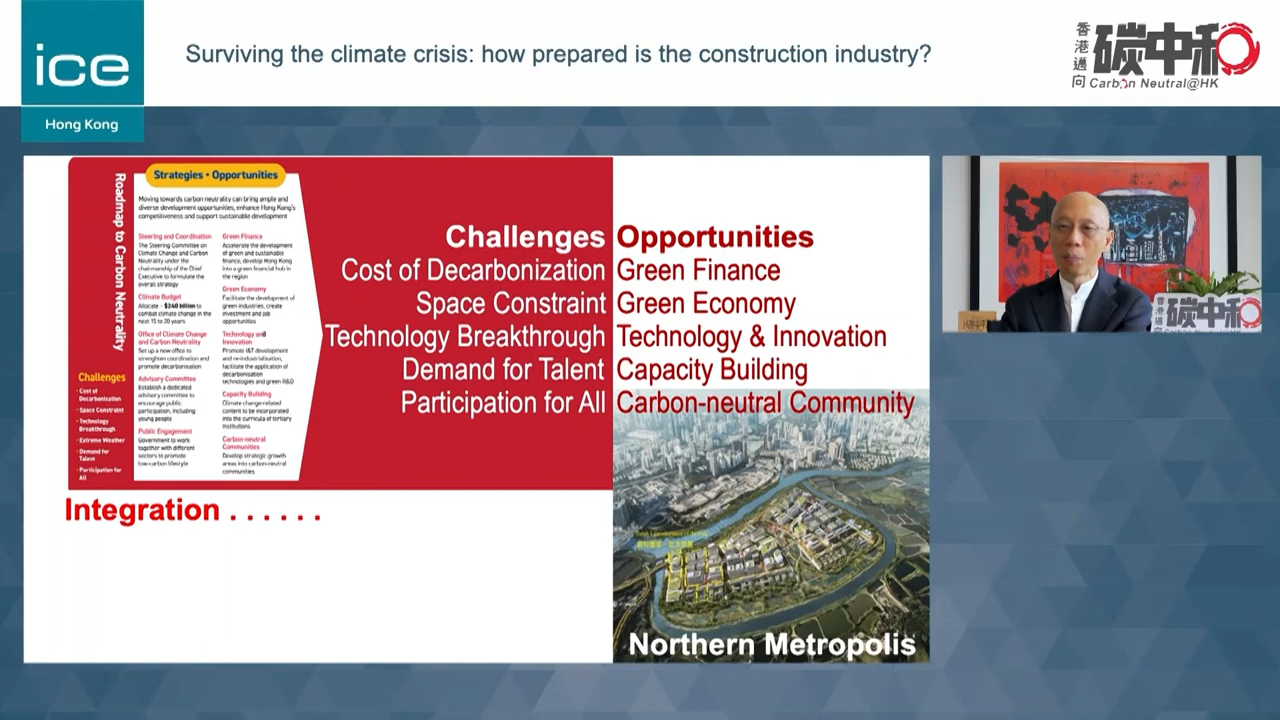 ice
Hong Kong
Surviving the climate crisis: how prepared is the construction industry?
香港邁向
碳中和
Carbon Neutral@HK
Roadmap to Carbon Neutrality
Strategies • Opportunities
Moving towards carbon neutrality can bring ample and
diverse development opportunities, enhance Hong Kong's
competitiveness and support sustainable development
Steering and Coordination
The Steering Committee on
Climate Change and Carbon
Neutrality under the
chairmanship of the Chief
Executive to formulate the
overall strategy
Climate Budget
Allocate ~ $240 billion to
combat climate change in the
next 15 to 20 years
Office of Climate Change
and Carbon Neutrality
Set up a new office to
strengthen coordination and
promote decarbonisation
Advisory Committee
Establish a dedicated
advisory committee to
encourage public
participation, including
young people
Public Engagement
Government to work
together with different
sectors to promote
low-carbon lifestyle
Green Finance
Accelerate the development
of green and sustainable
finance, develop Hong Kong
into a green financial hub in
the region
Green Economy
Facilitate the development of
green industries, create
investment and job
opportunities
Technology and
Innovation
Promote I&T development
and re-industrialisation,
facilitate the application of
decarbonisation
technologies and green R&D
Capacity Building
Climate change-related
content to be incorporated
into the curricula of tertiary
institutions
Carbon-neutral
Communities
Develop strategic growth
areas into carbon-neutral
communities
Challenges
• Cost of
Decarbonisation
• Space Constraint
• Technology
Breakthrough
• Extreme Weather
• Demand for
Talent
• Participation for
All
Challenges Opportunities
Cost of Decarbonization Green Finance
Space Constraint Green Economy
Technology Breakthrough Technology & Innovation
Demand for Talent Capacity Building
Participation for All Carbon-neutral Community
Integration . . . . . .
Northern Metropolis
香港邁向
碳中和